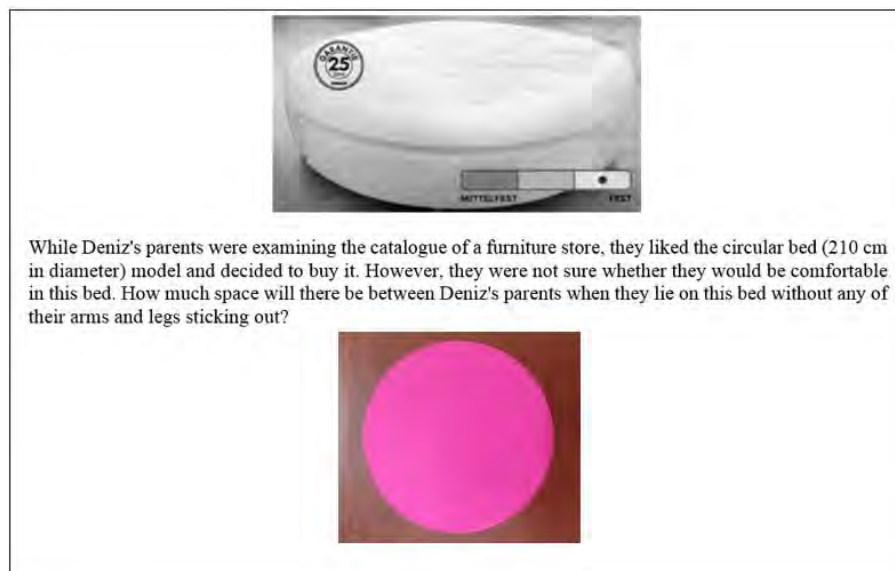 GARANTIE
25
MITTELFEST FEST
While Deniz's parents were examining the catalogue of a furniture store, they liked the circular bed (210 cm
in diameter) model and decided to buy it. However, they were not sure whether they would be comfortable
in this bed. How much space will there be between Deniz's parents when they lie on this bed without any of
their arms and legs sticking out?